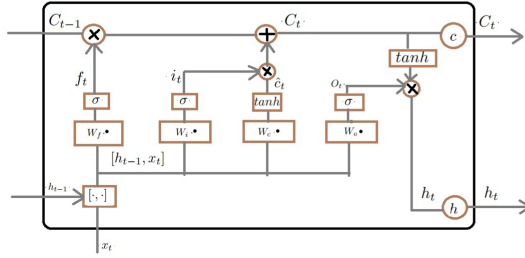 C_{t-1} C_t C_t
c
tanh
f_t i_t ĉ_t o_t
σ σ tanh σ
W_f • W_i • W_c • W_o •
[h_{t-1}, x_t]
h_{t-1} [·,·] h_t h h_t
x_t